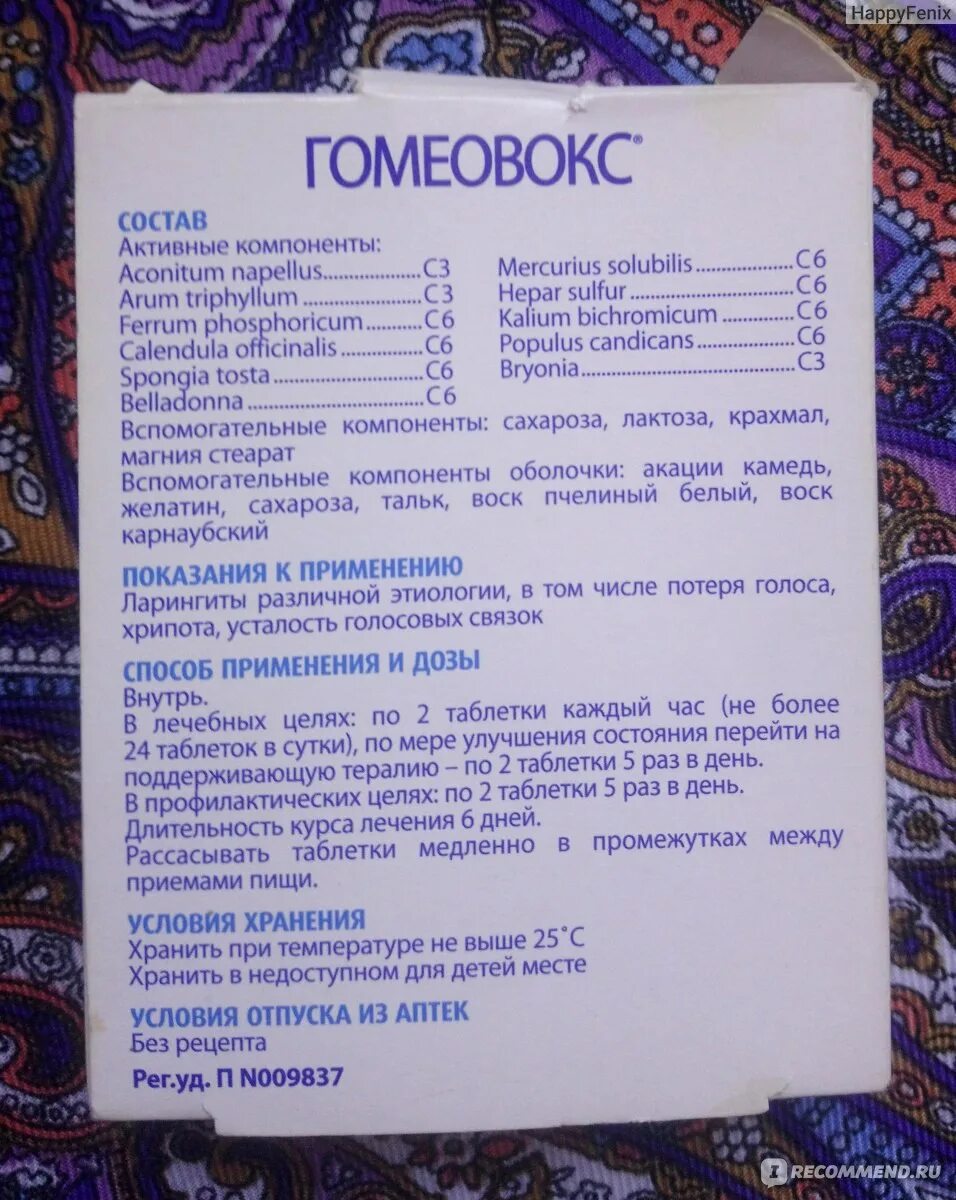 HappyFenix
ГОМЕОВОКС®
СОСТАВ
Активные компоненты:
Aconitum napellus....................C3
Arum triphyllum .........................C3
Ferrum phosphoricum............C6
Calendula officinalis .................C6
Spongia tosta...............................C6
Belladonna .....................................C6
Mercurius solubilis ....................C6
Hepar sulfur ..................................C6
Kalium bichromicum ...............C6
Populus candicans.....................C6
Bryonia............................................C3
Вспомогательные компоненты: сахароза, лактоза, крахмал,
магния стеарат
Вспомогательные компоненты оболочки: акации камедь,
желатин, сахароза, тальк, воск пчелиный белый, воск
карнаубский
ПОКАЗАНИЯ К ПРИМЕНЕНИЮ
Ларингиты различной этиологии, в том числе потеря голоса,
хрипота, усталость голосовых связок
СПОСОБ ПРИМЕНЕНИЯ И ДОЗЫ
Внутрь.
В лечебных целях: по 2 таблетки каждый час (не более
24 таблеток в сутки), по мере улучшения состояния перейти на
поддерживающую тералию – по 2 таблетки 5 раз в день.
В профилактических целях: по 2 таблетки 5 раз в день.
Длительность курса лечения 6 дней.
Рассасывать таблетки медленно в промежутках между
приемами пищи.
УСЛОВИЯ ХРАНЕНИЯ
Хранить при температуре не выше 25˚С
Хранить в недоступном для детей месте
УСЛОВИЯ ОТПУСКА ИЗ АПТЕК
Без рецепта
Рег.уд. П N009837
IRECOMMEND.RU